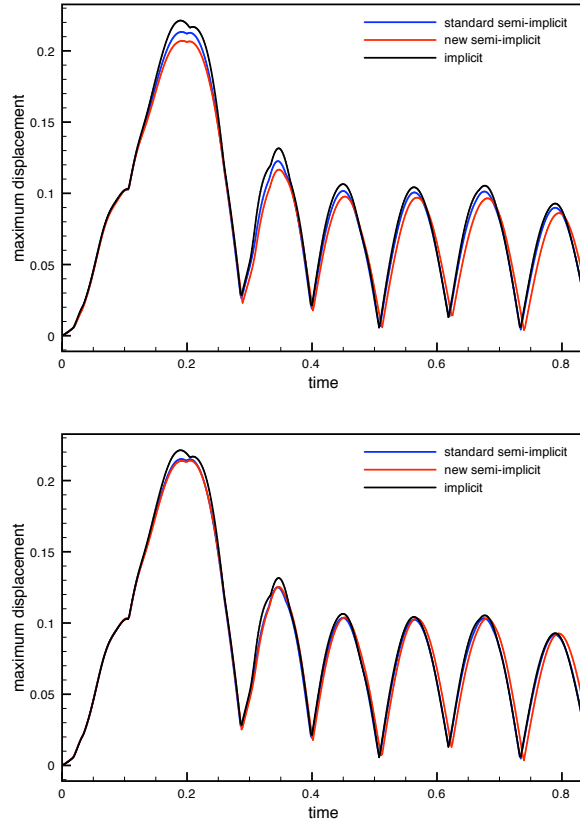 standard semi-implicit
new semi-implicit
implicit
0.2
0.15
0.1
0.05
0
maximum displacement
0 0.2 0.4 0.6 0.8
time
standard semi-implicit
new semi-implicit
implicit
0.2
0.15
0.1
0.05
0
maximum displacement
0 0.2 0.4 0.6 0.8
time